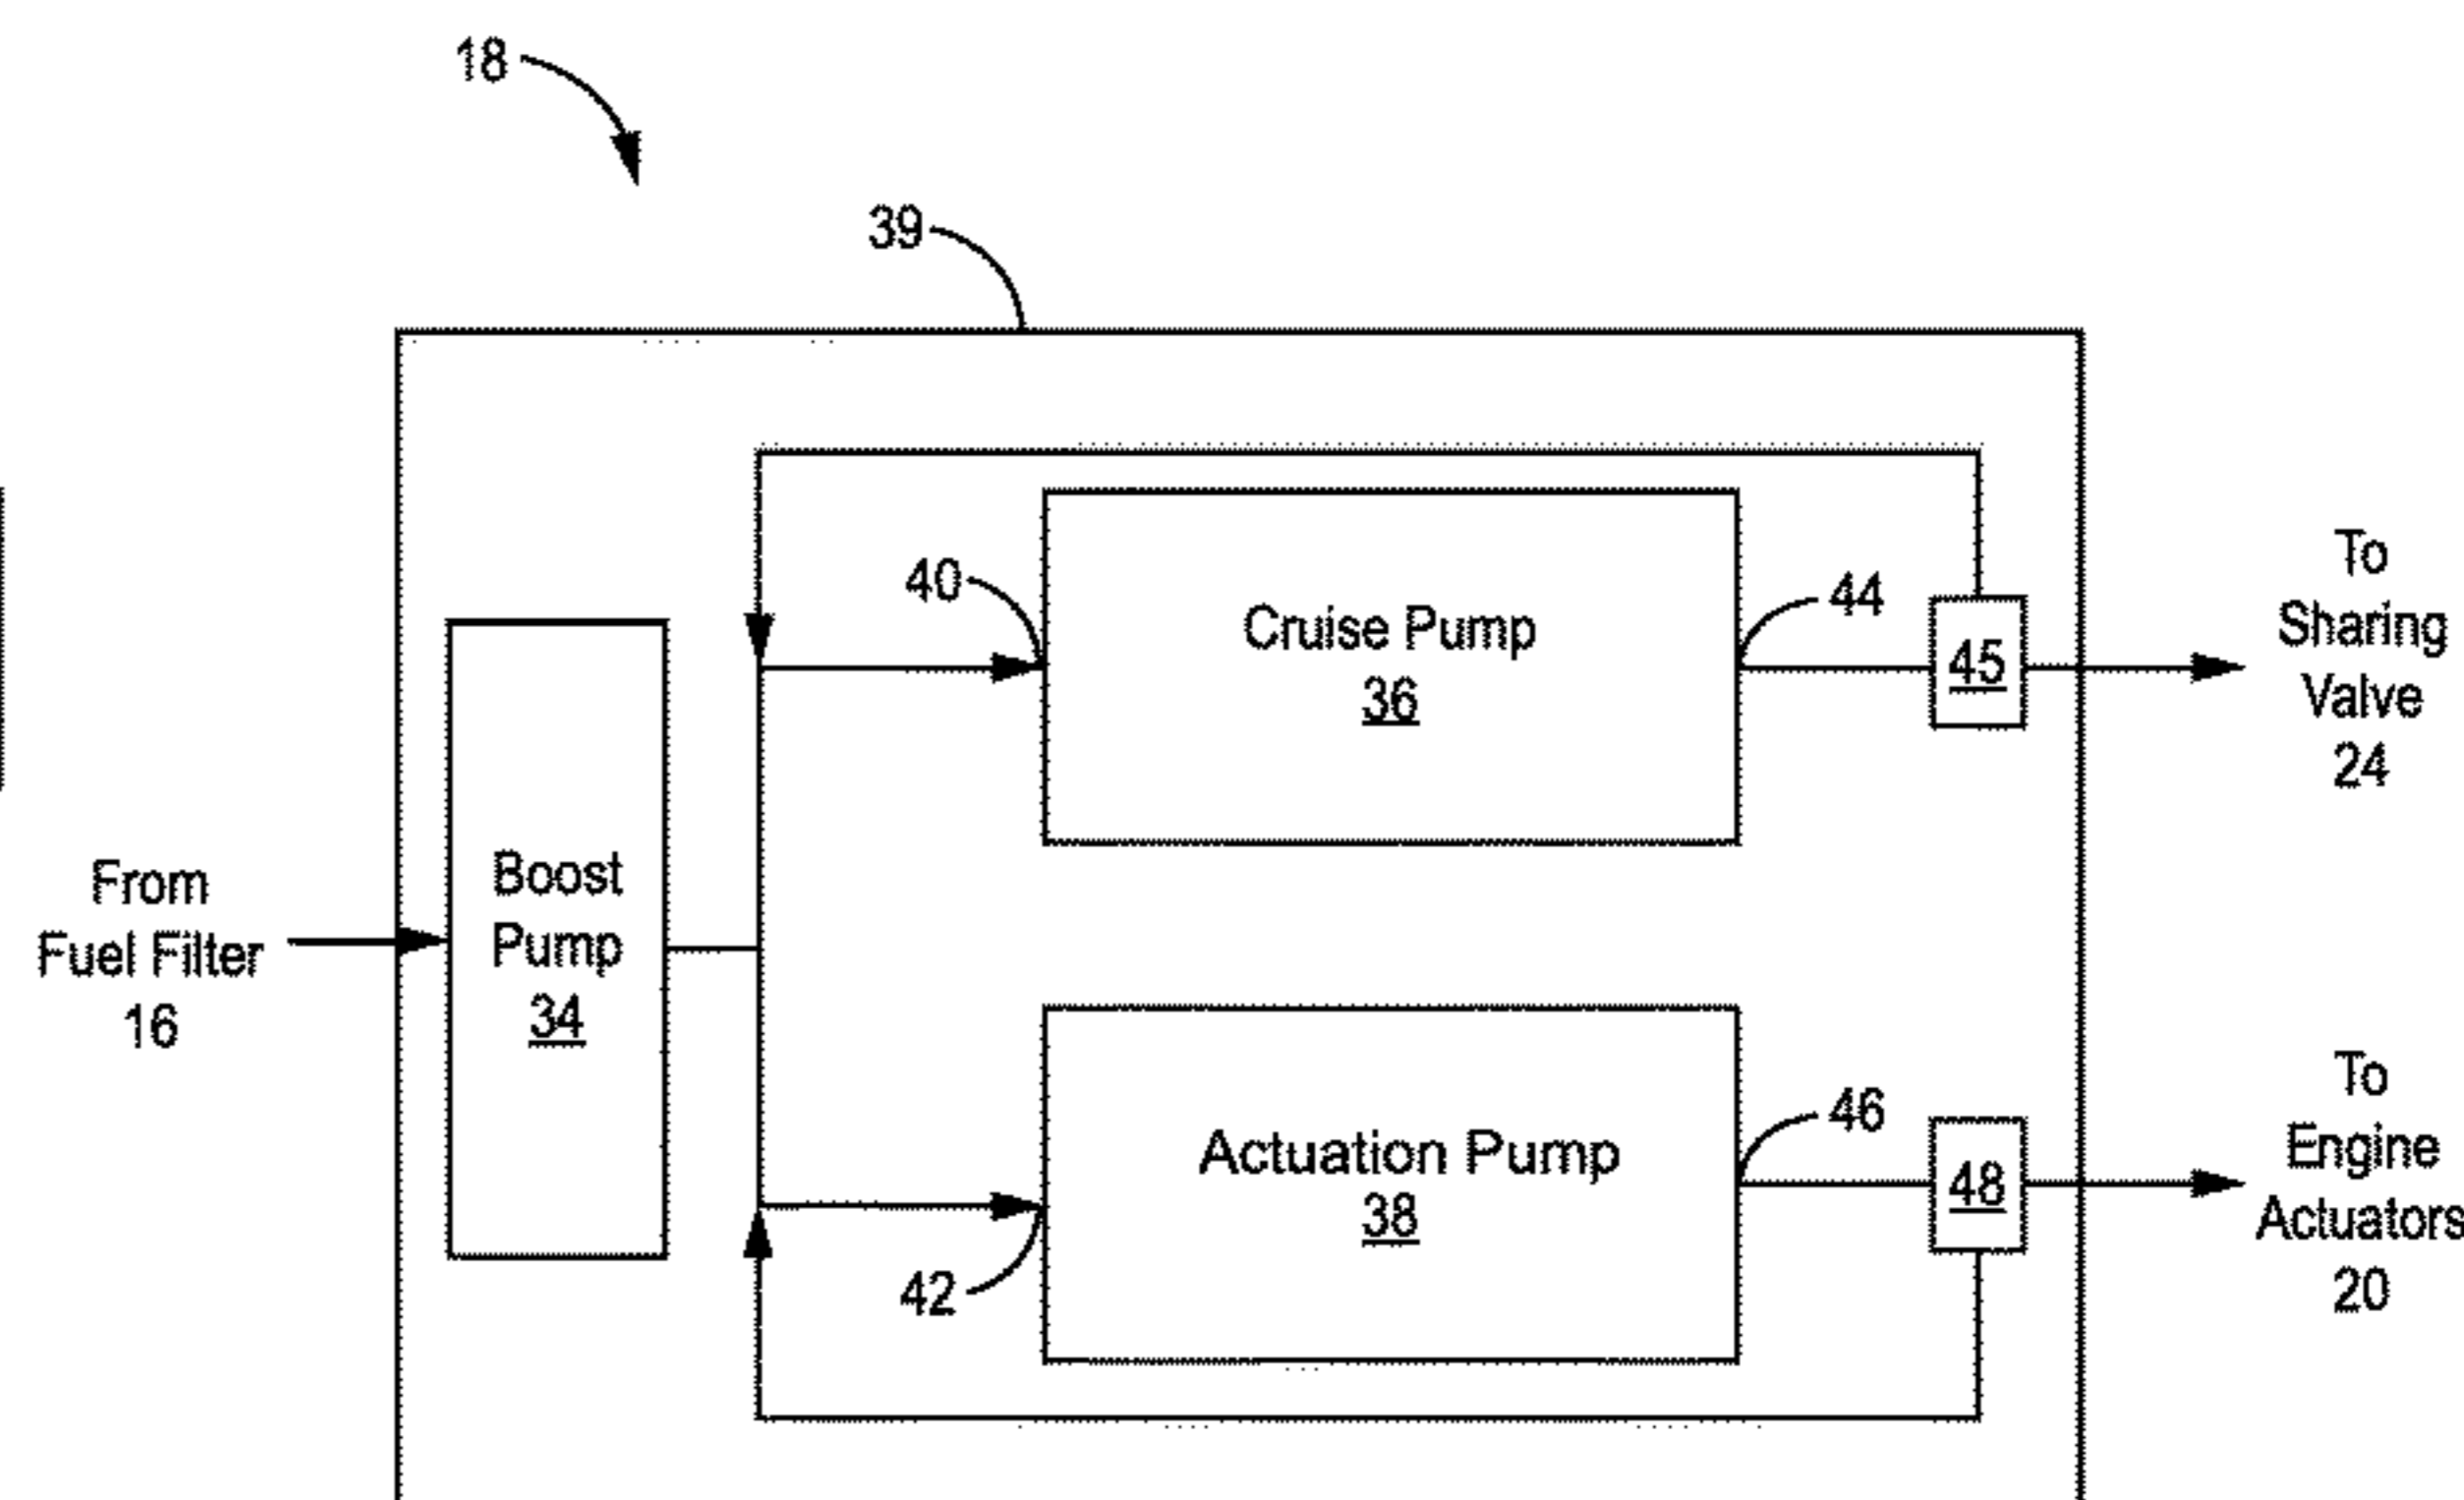 18
39
40
Cruise Pump
36
44
45
To
Sharing
Valve
24
From
Fuel Filter
16
Boost
Pump
34
Actuation Pump
38
42
46
48
To
Engine
Actuators
20